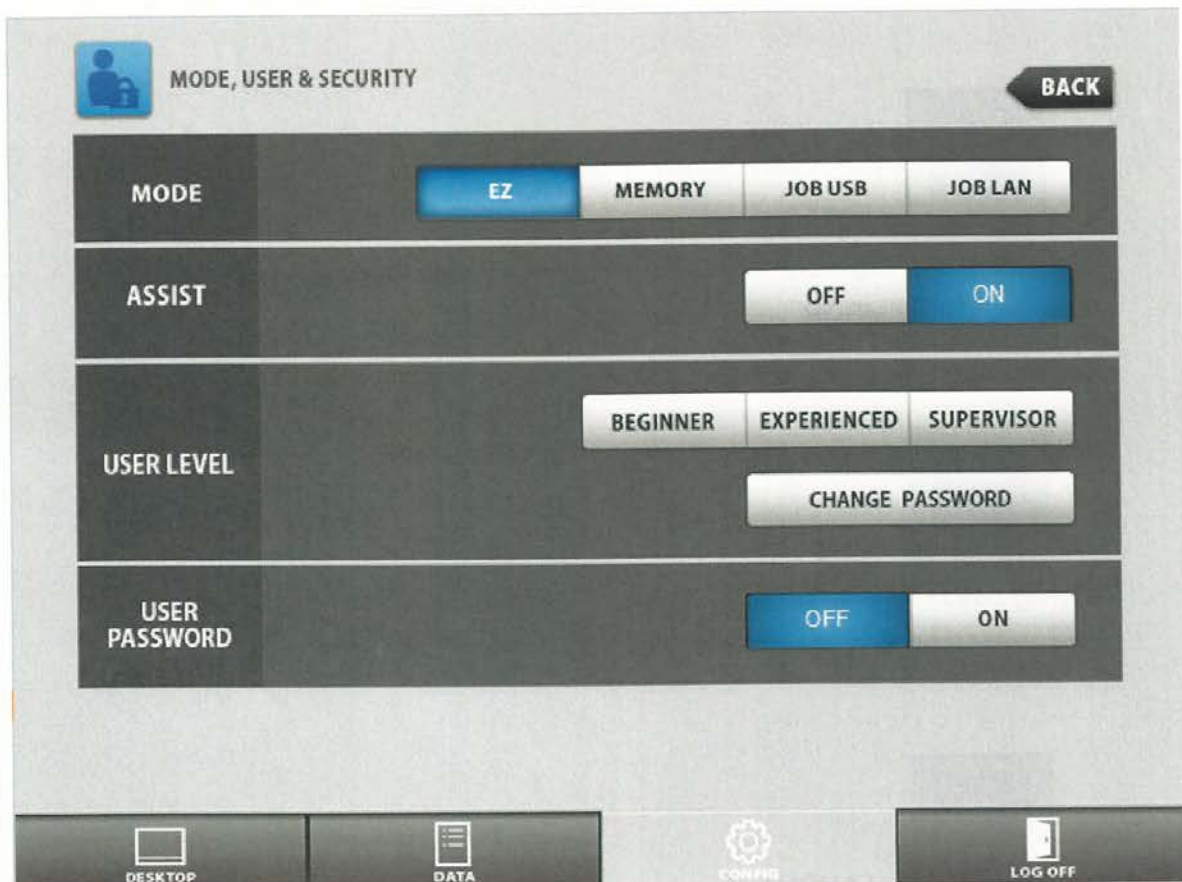 MODE, USER & SECURITY
BACK
MODE
EZ MEMORY JOB USB JOB LAN
ASSIST
OFF ON
USER LEVEL
BEGINNER EXPERIENCED SUPERVISOR
CHANGE PASSWORD
USER
PASSWORD
OFF ON
DESKTOP DATA CONFIG LOG OFF